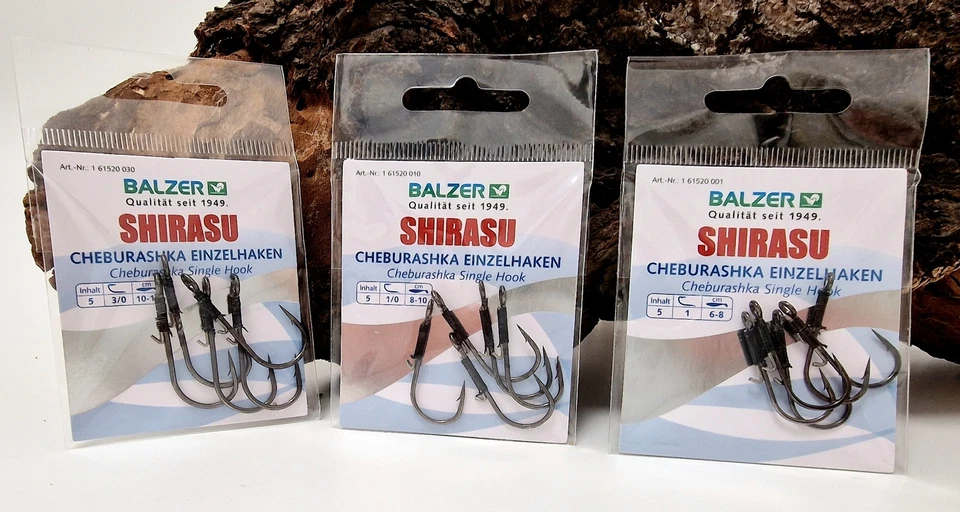 Art.-Nr.: 1 61520 030
BALZER
Qualität seit 1949.
SHIRASU
CHEBURASHKA EINZELHAKEN
Cheburashka Single Hook
Inhalt cm
5 3/0
Art.-Nr.: 1 61520 010
BALZER
Qualität seit 1949.
SHIRASU
CHEBURASHKA EINZELHAKEN
Cheburashka Single Hook
Inhalt cm
5 1/0 8-10
Art.-Nr.: 1 61520 001
BALZER
Qualität seit 1949.
SHIRASU
CHEBURASHKA EINZELHAKEN
Cheburashka Single Hook
Inhalt cm
5 1 6-8